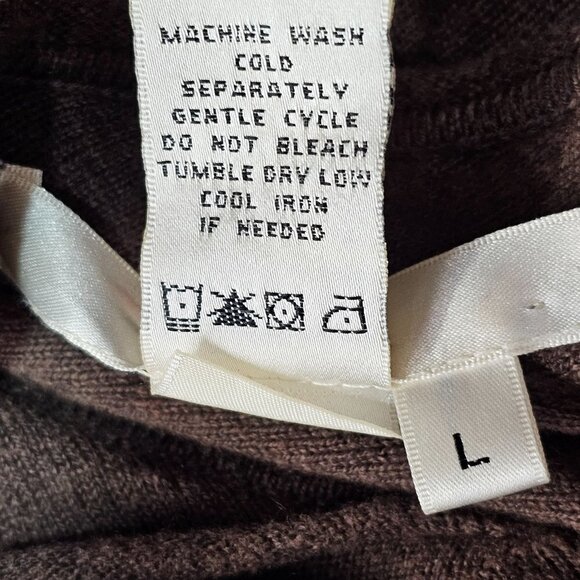 MACHINE WASH
COLD
SEPARATELY
GENTLE CYCLE
DO NOT BLEACH
TUMBLE DRY LOW
COOL IRON
IF NEEDED
L